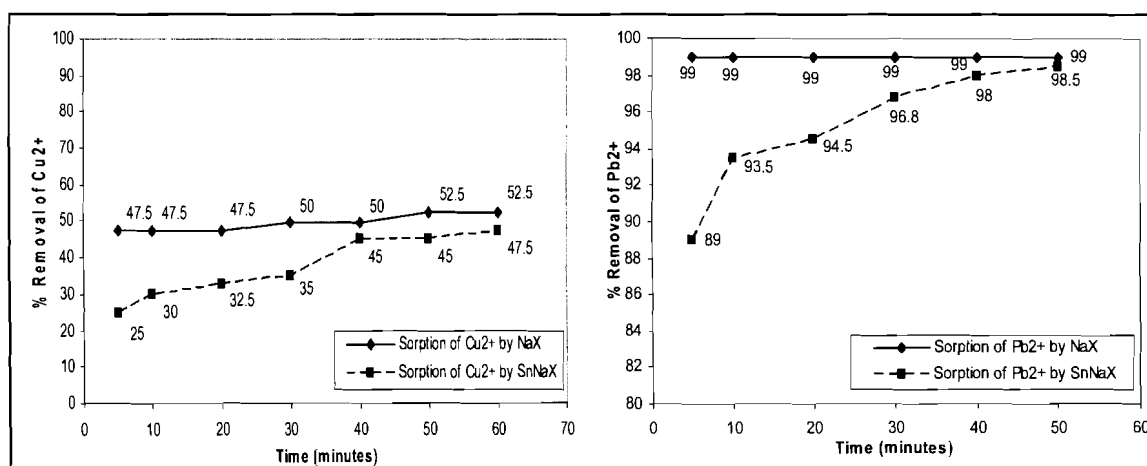 % Removal of Cu2+
100
90
80
70
60
50
40
30
20
10
0
47.5 47.5 47.5 50 50 52.5 52.5
25 30 32.5 35 45 45 47.5
Sorption of Cu2+ by NaX
Sorption of Cu2+ by SnNaX
0 10 20 30 40 50 60 70
Time (minutes)
% Removal of Pb2+
100
98
96
94
92
90
88
86
84
82
80
99 99 99 99 99 99
89 93.5 94.5 96.8 98 98.5
Sorption of Pb2+ by NaX
Sorption of Pb2+ by SnNaX
0 10 20 30 40 50 60
Time (minutes)